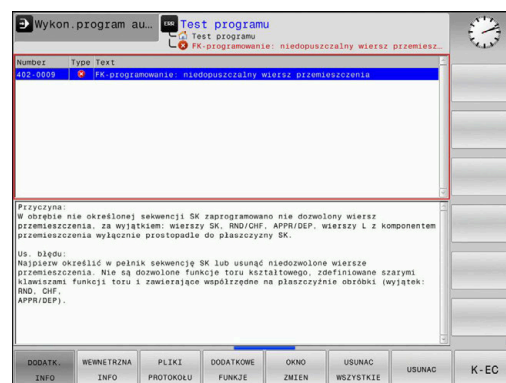 Wykon.program au…
Test programu
Test programu
FK-programowanie: niedopuszczalny wiersz przemiesz…
Number Type Text
402-0009 FK-programowanie: niedopuszczalny wiersz przemieszczenia
Przyczyna:
W obrębie nie określonej sekwencji SK zaprogramowano nie dozwolony wiersz
przemieszczenia, za wyjątkiem: wierszy SK, RND/CHF, APPR/DEP, wierszy L z komponentem
przemieszczenia wyłącznie prostopadle do płaszczyzny SK.
Us. błędu:
Najpierw określić w pełnik sekwencję SK lub usunąć niedozwolone wiersze
przemieszczenia. Nie są dozwolone funkcje toru kształtowego, zdefiniowane szarymi
klawiszami funkcji toru i zawierające współrzędne na płaszczyźnie obróbki (wyjątek:
RND, CHF,
APPR/DEP).
DODATK. INFO
WEWNETRZNA INFO
PLIKI PROTOKOŁU
DODATKOWE FUNKJE
OKNO ZMIEN
USUNAC WSZYSTKIE
USUNAC
K-EC